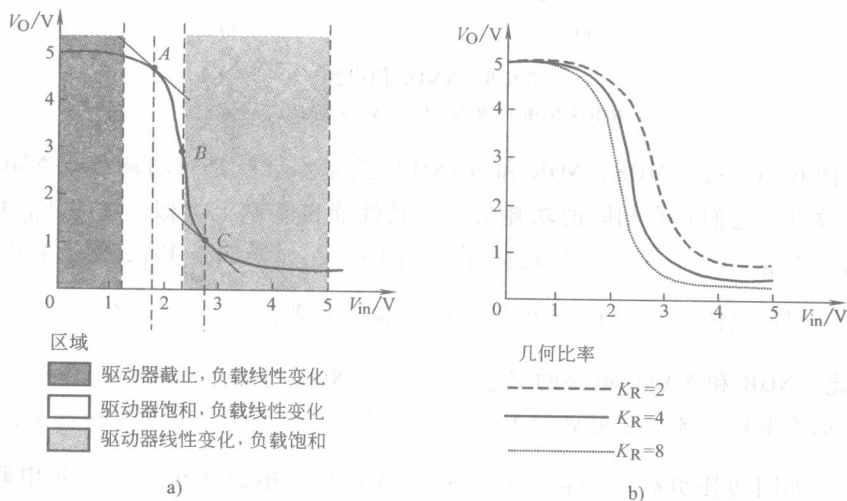 V_O/V
5
4
3
2
1
0
1
2
3
4
5
V_in/V
A
B
C
区域
驱动器截止,负载线性变化
驱动器饱和,负载线性变化
驱动器线性变化,负载饱和
a)
V_O/V
5
4
3
2
1
0
1
2
3
4
5
V_in/V
几何比率
K_R=2
K_R=4
K_R=8
b)